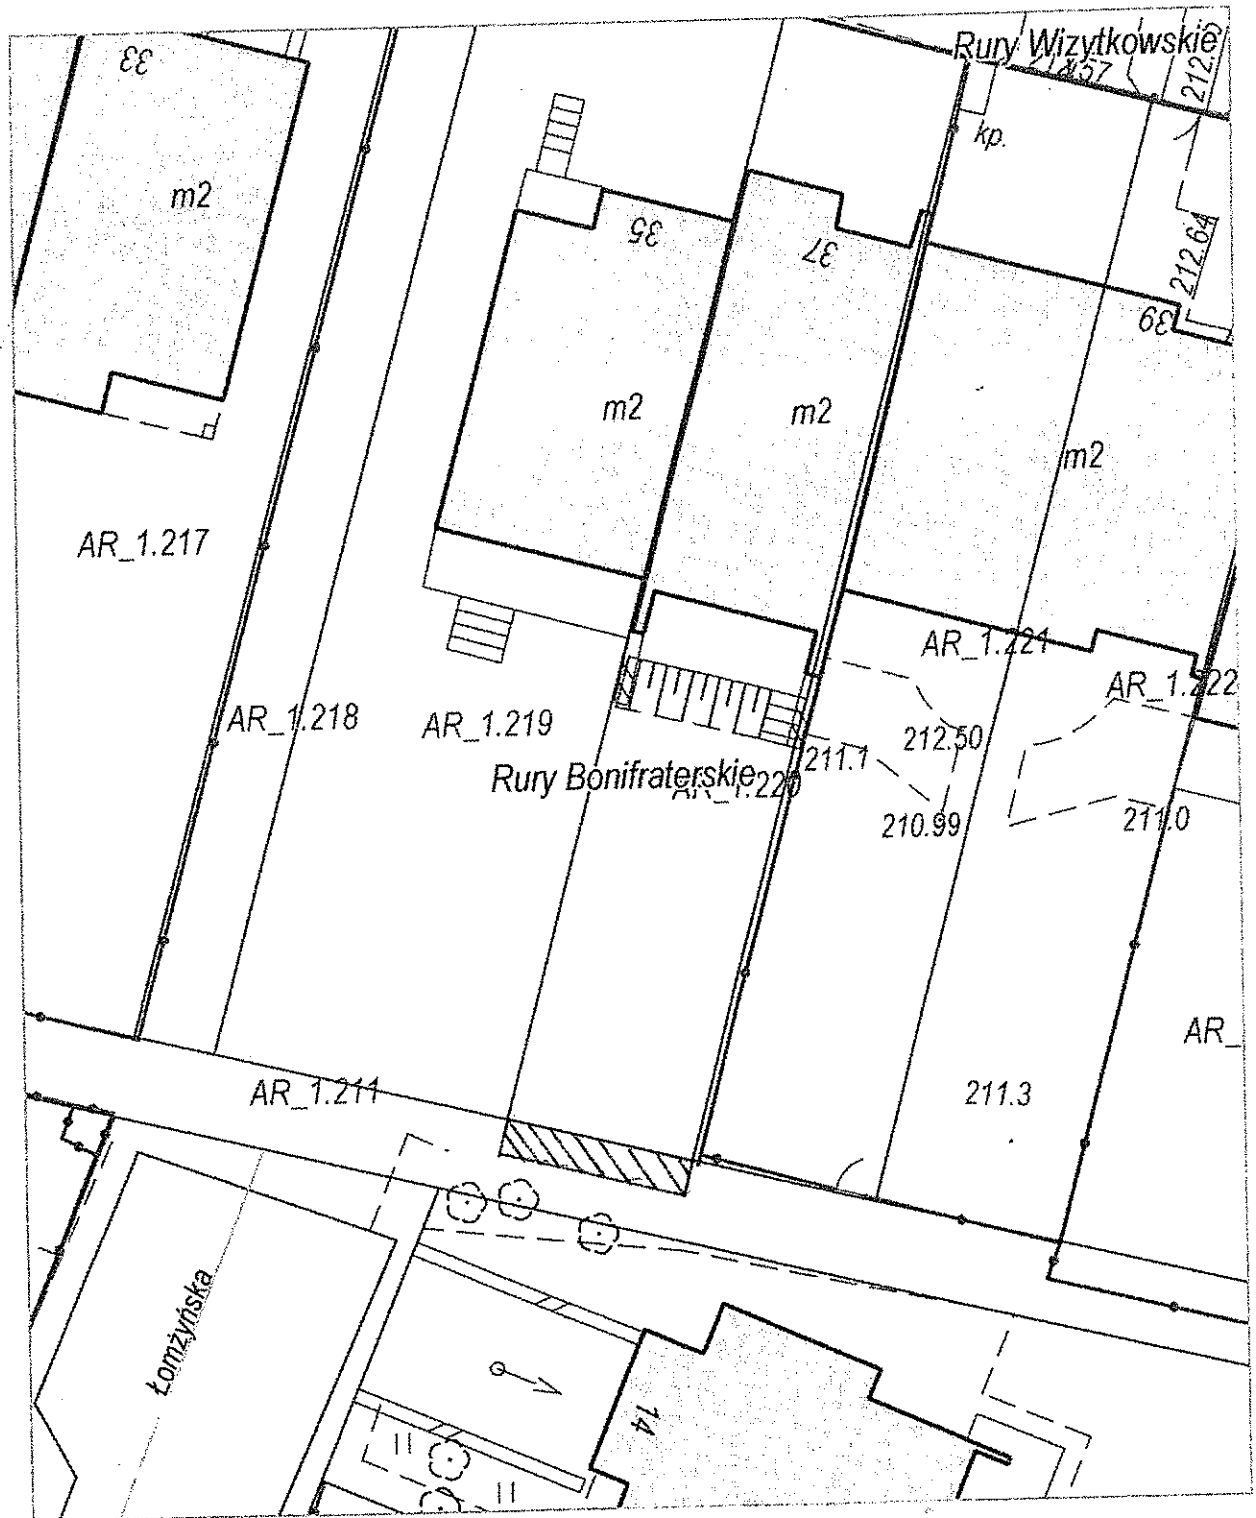 Rury Wizytkowskie
33
kp.
m2
35
37
212.64
39
m2
m2
m2
AR_1.217
AR_1.221
AR_1.222
AR_1.218
AR_1.219
212.50
211.1
Rury Bonifraterskie
AR_1.220
210.99
211.0
AR_
211.3
AR_1.211
Łomżyńska
14